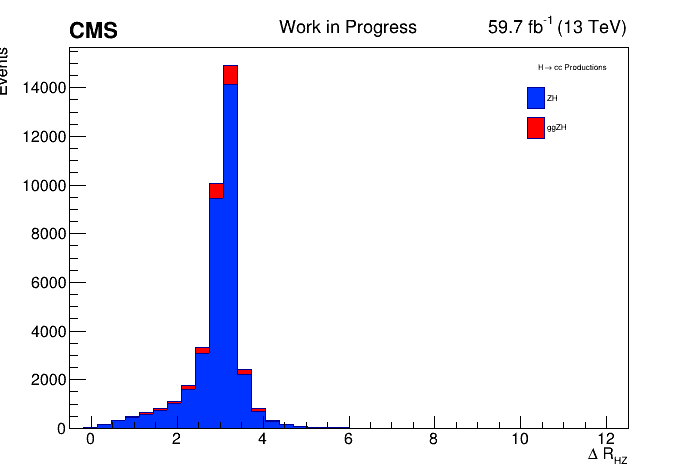 CMS Work in Progress 59.7 fb-1 (13 TeV)
Events
H→cc Productions
ZH
ggZH
14000
12000
10000
8000
6000
4000
2000
0
0 2 4 6 8 10 12
Δ RHZ